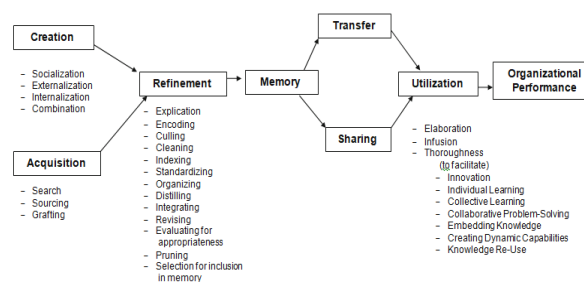 Creation
– Socialization
– Externalization
– Internalization
– Combination
Acquisition
– Search
– Sourcing
– Grafting
Refinement
– Explication
– Encoding
– Culling
– Cleaning
– Indexing
– Standardizing
– Organizing
– Distilling
– Integrating
– Revising
– Evaluating for
appropriateness
– Pruning
– Selection for inclusion
in memory
Memory
Transfer
Sharing
Utilization
– Elaboration
– Infusion
– Thoroughness
(to facilitate)
– Innovation
– Individual Learning
– Collective Learning
– Collaborative Problem-Solving
– Embedding Knowledge
– Creating Dynamic Capabilities
– Knowledge Re-Use
Organizational
Performance